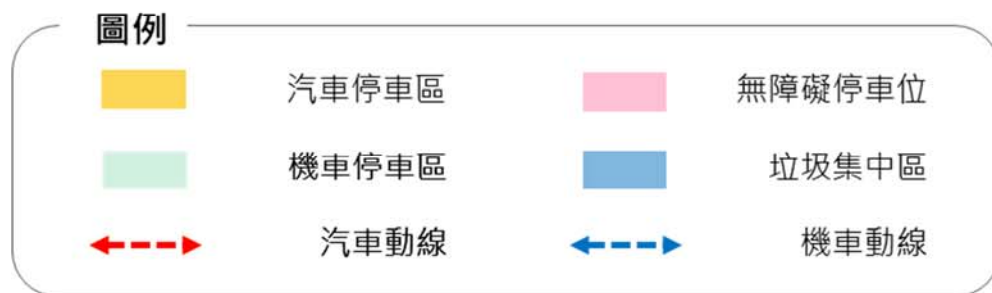 圖例
汽車停車區
無障礙停車位
機車停車區
垃圾集中區
汽車動線
機車動線